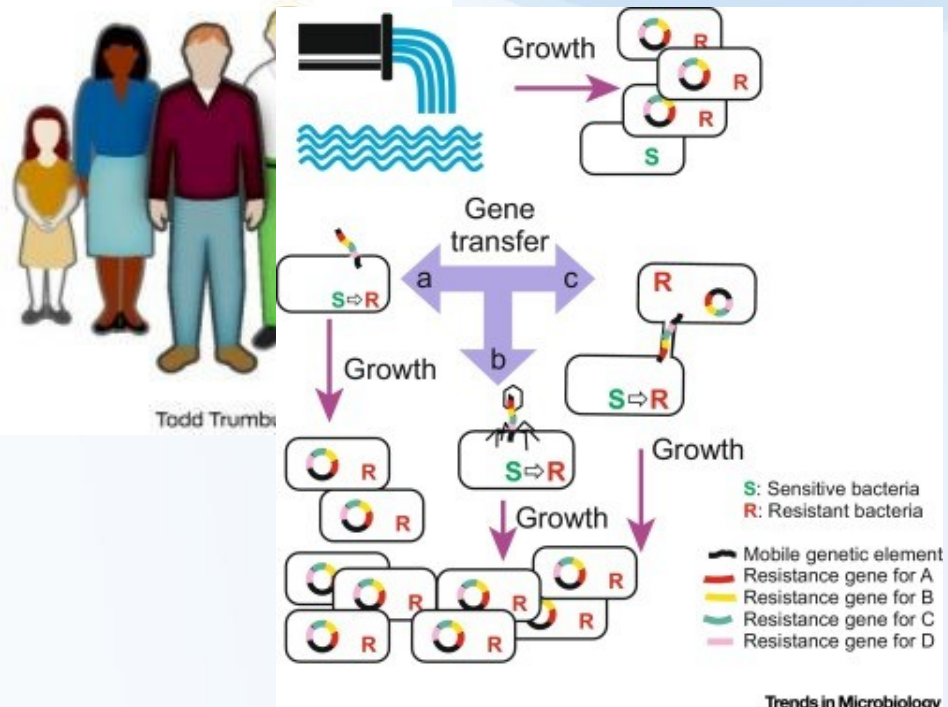 Growth
R
R
R
S
Gene
transfer
a
c
b
S⇨R
R
S⇨R
Growth
S⇨R
Growth
Growth
R
R
R
R
R
R
R
R
S: Sensitive bacteria
R: Resistant bacteria
Mobile genetic element
Resistance gene for A
Resistance gene for B
Resistance gene for C
Resistance gene for D
Todd
Trends in Microbiology